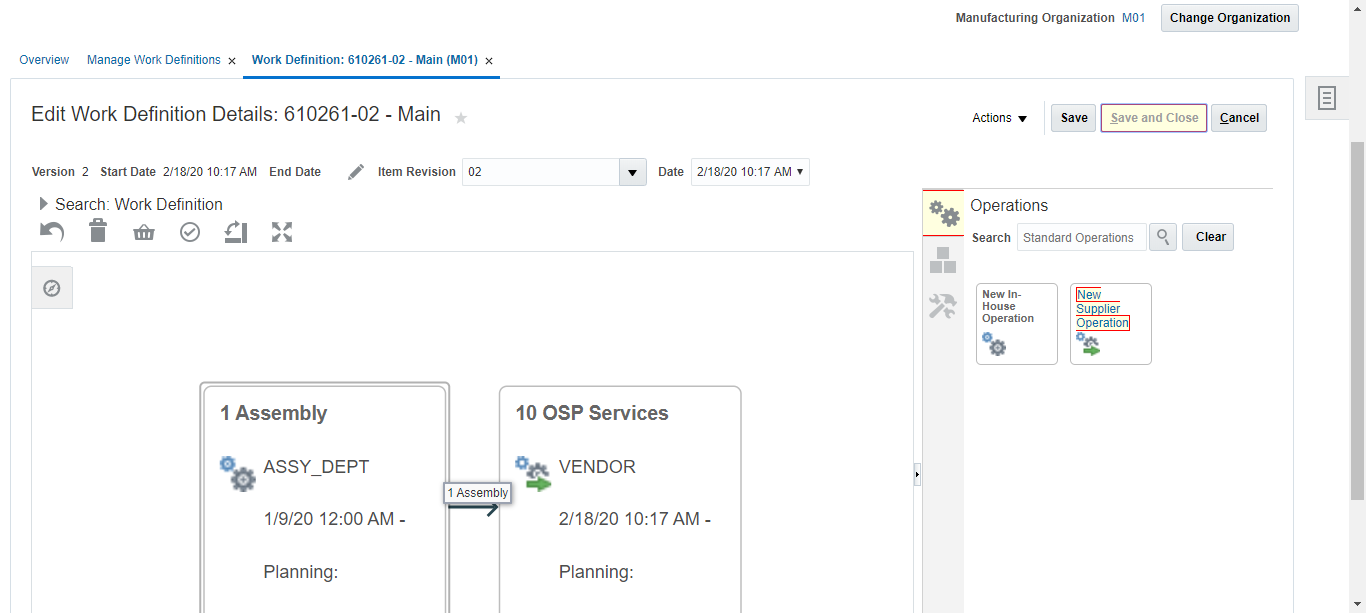 Manufacturing Organization M01 Change Organization
Overview Manage Work Definitions × Work Definition: 610261-02 - Main (M01) ×
Edit Work Definition Details: 610261-02 - Main
Actions Save Save and Close Cancel
Version 2 Start Date 2/18/20 10:17 AM End Date Item Revision 02 Date 2/18/20 10:17 AM
Search: Work Definition
Operations
Search Standard Operations Clear
New In-
House
Operation
New
Supplier
Operation
1 Assembly
ASSY_DEPT
1/9/20 12:00 AM -
Planning:
1 Assembly
10 OSP Services
VENDOR
2/18/20 10:17 AM -
Planning: